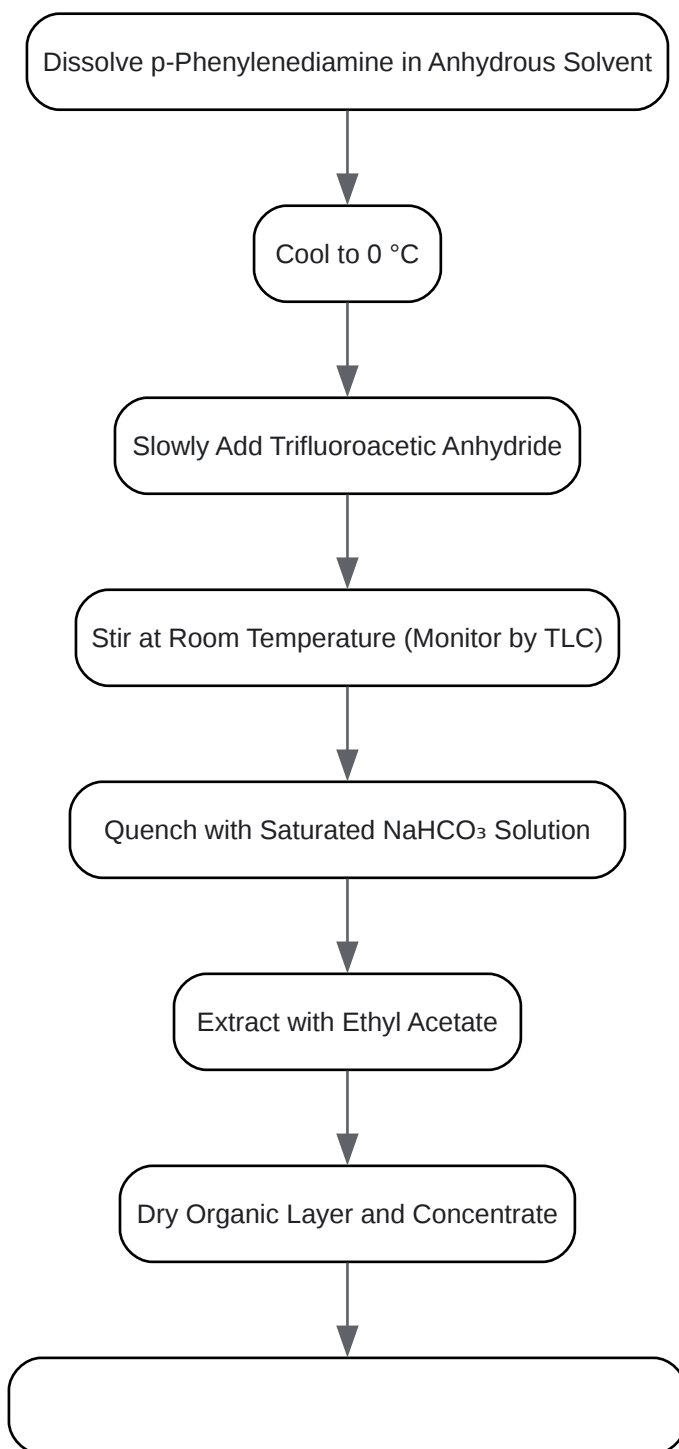 Dissolve p-Phenylenediamine in Anhydrous Solvent
Cool to 0 °C
Slowly Add Trifluoroacetic Anhydride
Stir at Room Temperature (Monitor by TLC)
Quench with Saturated NaHCO₃ Solution
Extract with Ethyl Acetate
Dry Organic Layer and Concentrate